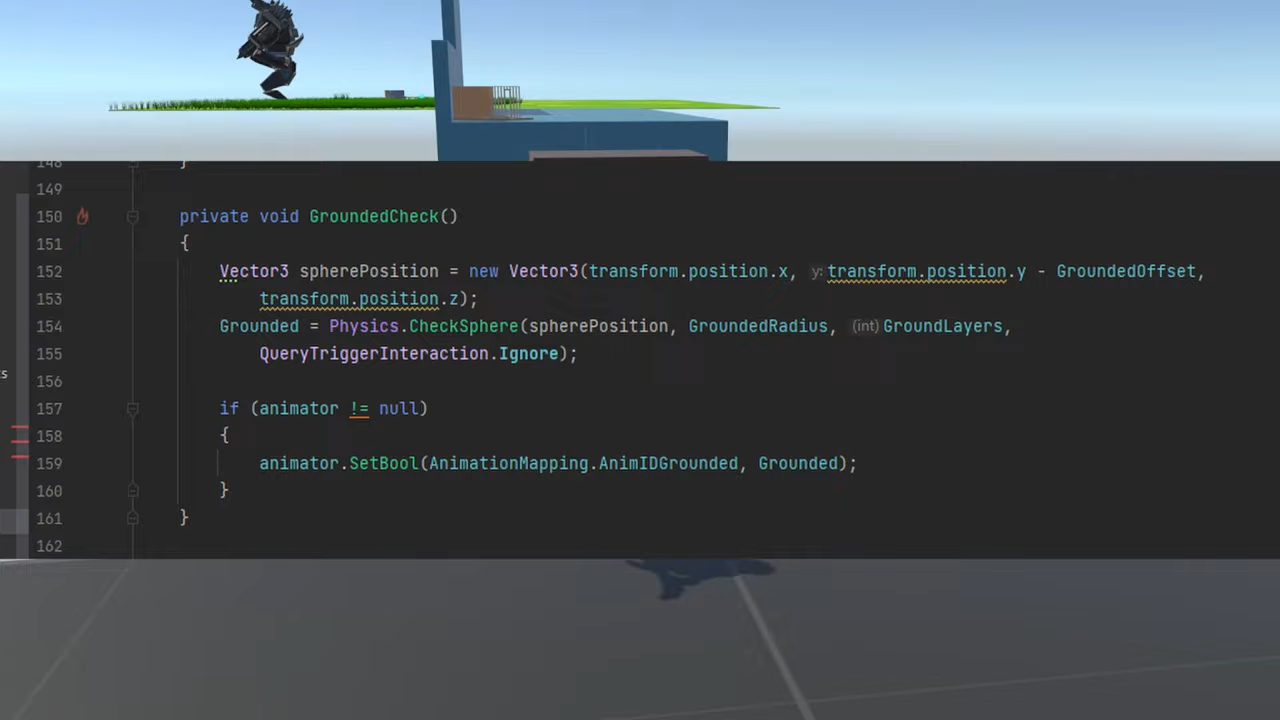 148 }
149
150 private void GroundedCheck()
151 {
152 Vector3 spherePosition = new Vector3(transform.position.x, y: transform.position.y - GroundedOffset,
153 transform.position.z);
154 Grounded = Physics.CheckSphere(spherePosition, GroundedRadius, (int) GroundLayers,
s
155 QueryTriggerInteraction.Ignore);
156
157 if (animator != null)
158 {
159 animator.SetBool(AnimationMapping.AnimIDGrounded, Grounded);
160 }
161 }
162